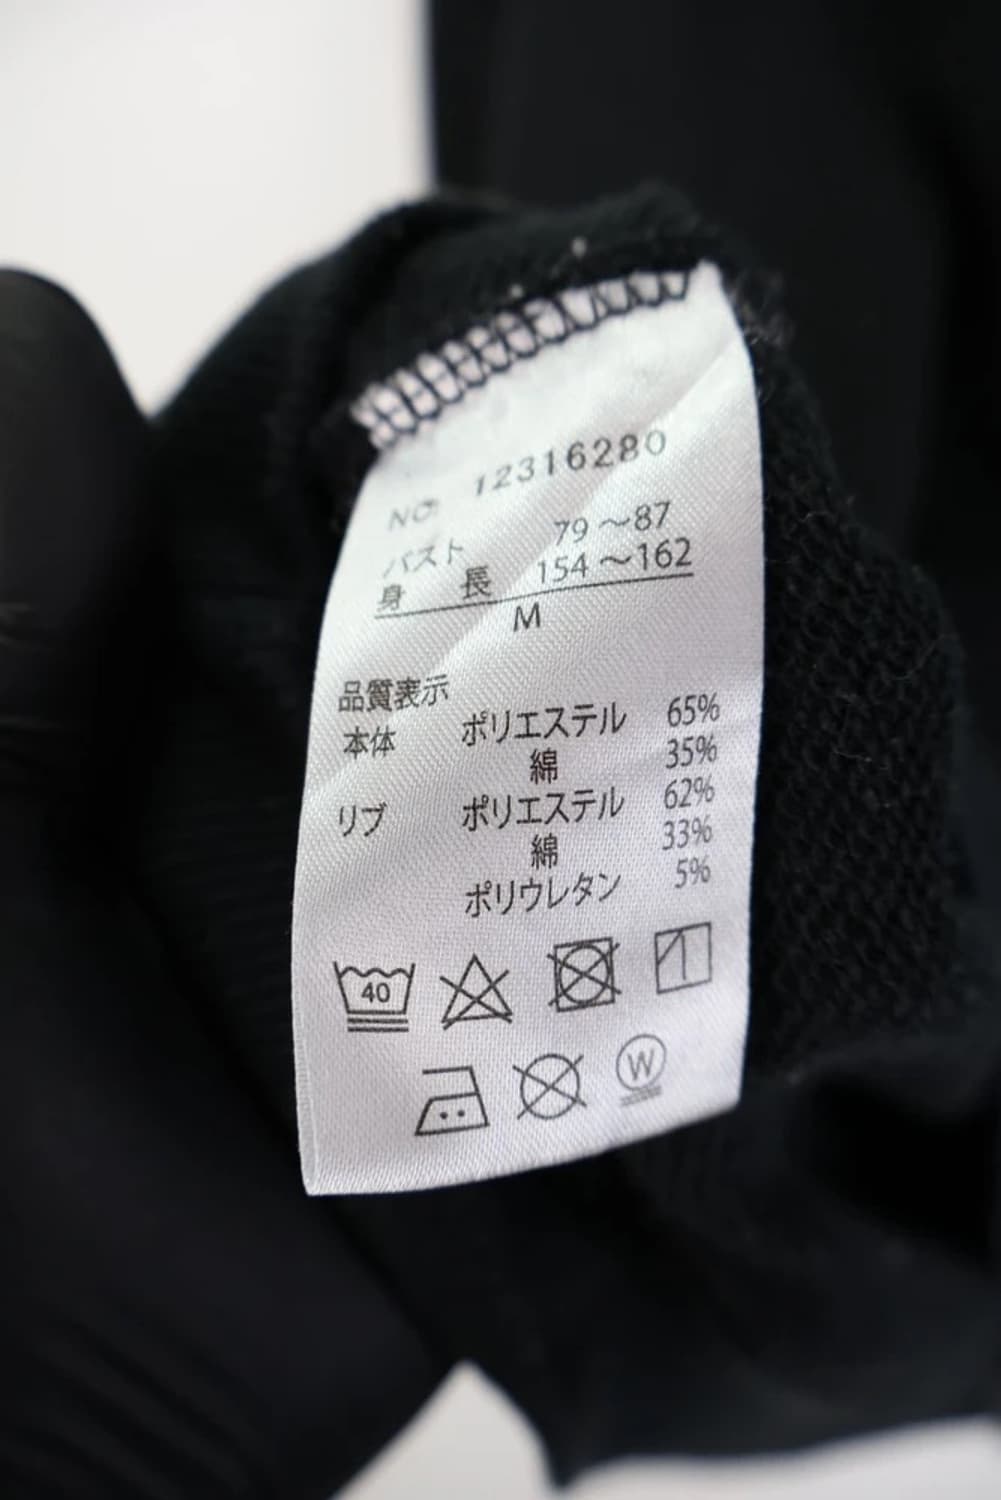 NO. 12316280
バスト 79～87
身 長 154～162
M
品質表示
本体 ポリエステル 65%
綿 35%
リブ ポリエステル 62%
綿 33%
ポリウレタン 5%
40
W